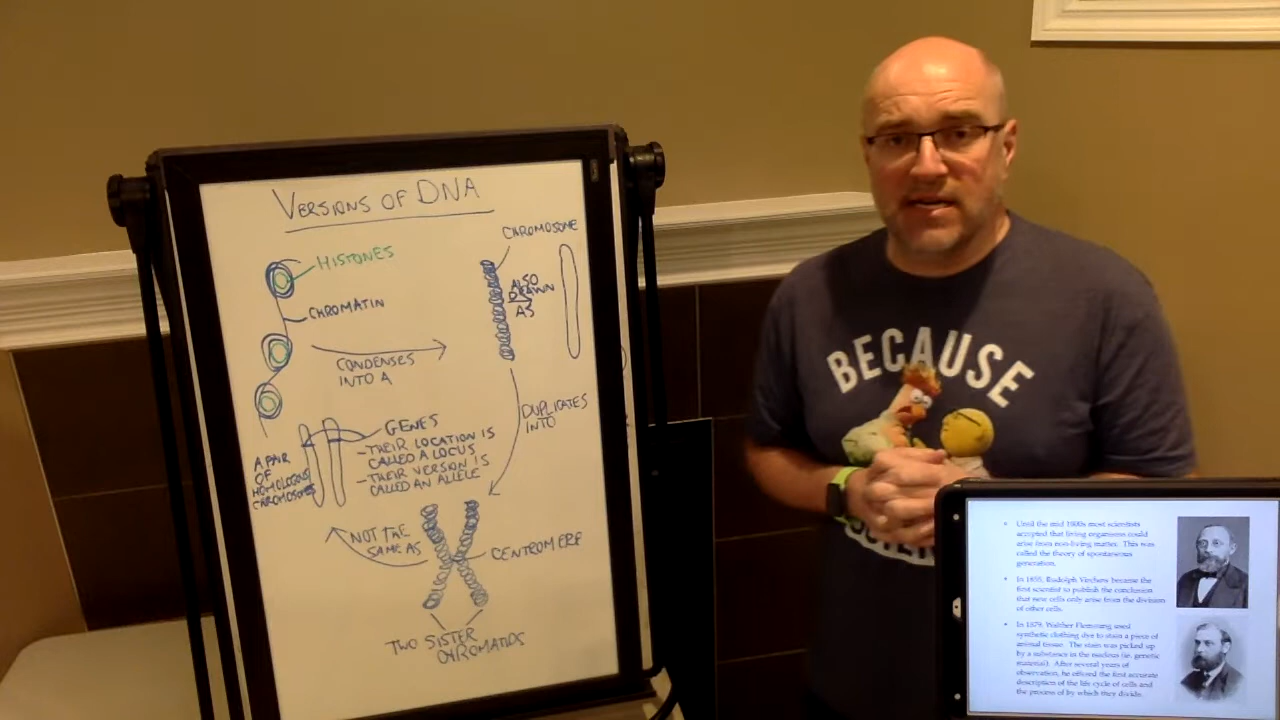 VERSIONS OF DNA
HISTONES
CHROMATIN
CONDENSES
INTO A
CHROMOSOME
ALSO
DRAWN
AS
DUPLICATES
INTO
GENES
-THEIR LOCATION IS
CALLED A LOCUS
-THEIR VERSION IS
CALLED AN ALLELE
A PAIR
OF
HOMOLOGOUS
CHROMOSOMES
NOT THE
SAME AS
CENTROMERE
TWO SISTER
CHROMATIDS
BECAUSE
• Until the mid 1800s most scientists
accepted that living organisms could
arise from non-living matter. This was
called the theory of spontaneous
generation.
• In 1855, Rudolph Virchow became the
first scientist to publish the conclusion
that new cells only arise from the division
of other cells.
• In 1879, Walther Flemming used
synthetic clothing dye to stain a piece of
animal tissue. The stain was picked up
by a substance in the nucleus (ie. genetic
material). After several years of
observation, he offered the first accurate
description of the life cycle of cells and
the process of by which they divide.